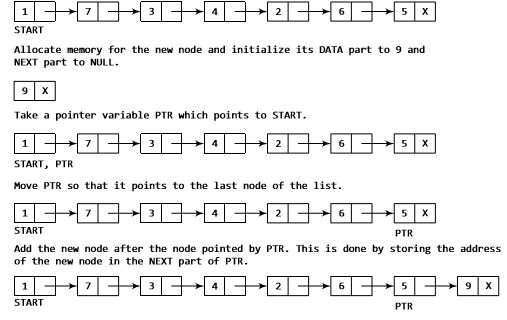 1 7 3 4 2 6 5 X
START
Allocate memory for the new node and initialize its DATA part to 9 and
NEXT part to NULL.
9 X
Take a pointer variable PTR which points to START.
1 7 3 4 2 6 5 X
START, PTR
Move PTR so that it points to the last node of the list.
1 7 3 4 2 6 5 X
START PTR
Add the new node after the node pointed by PTR. This is done by storing the address
of the new node in the NEXT part of PTR.
1 7 3 4 2 6 5 9 X
START PTR